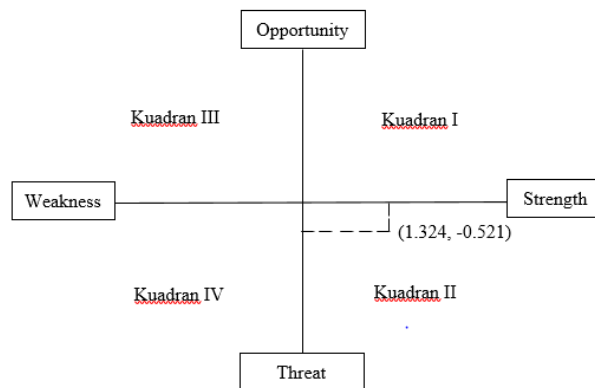 Opportunity
Kuadran III
Kuadran I
Weakness
Strength
(1.324, -0.521)
Kuadran IV
Kuadran II
Threat